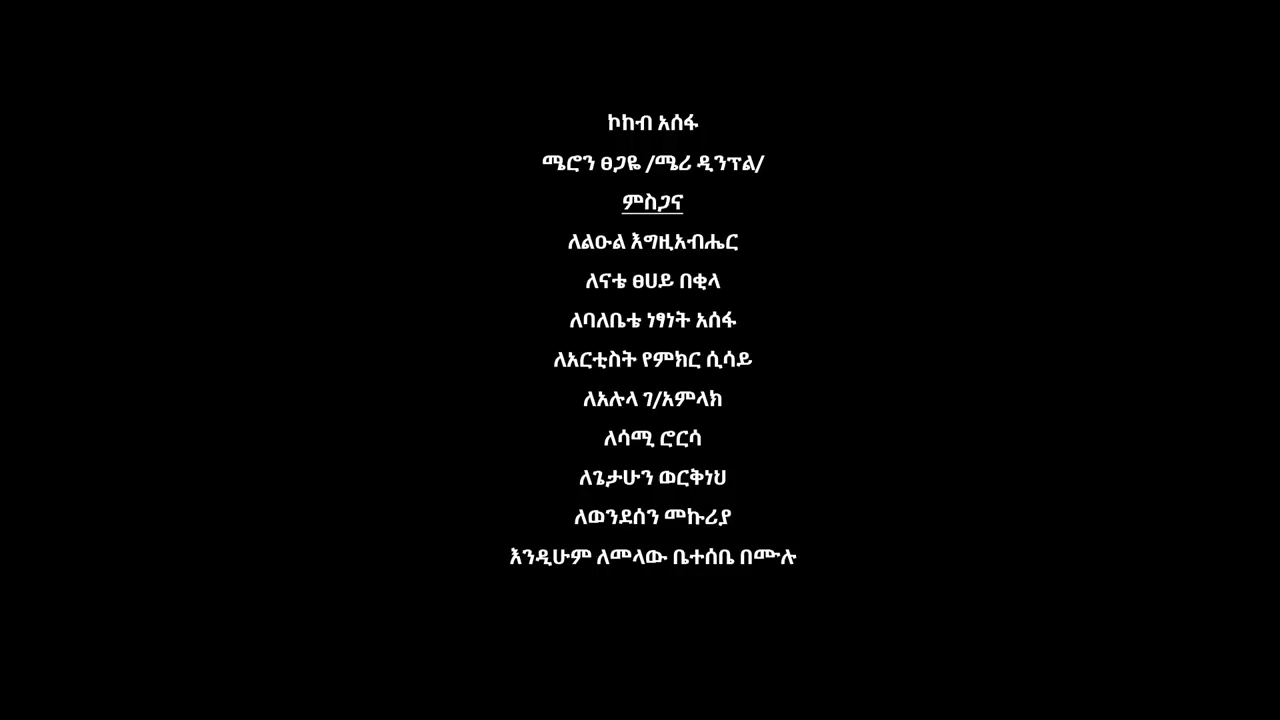 ኮከብ አሰፋ
ሜሮን ፀጋዬ /ሜሪ ዲንፕል/
ምስጋና
ለልዑል እግዚአብሔር
ለናቴ ፀሀይ በቂላ
ለባለቤቴ ነፃነት አሰፋ
ለአርቲስት የምክር ሲሳይ
ለአሉላ ገ/አምላክ
ለሳሚ ሮርሳ
ለጌታሁን ወርቅነህ
ለወንደሰን መኩሪያ
እንዲሁም ለመላው ቤተሰቤ በሙሉ